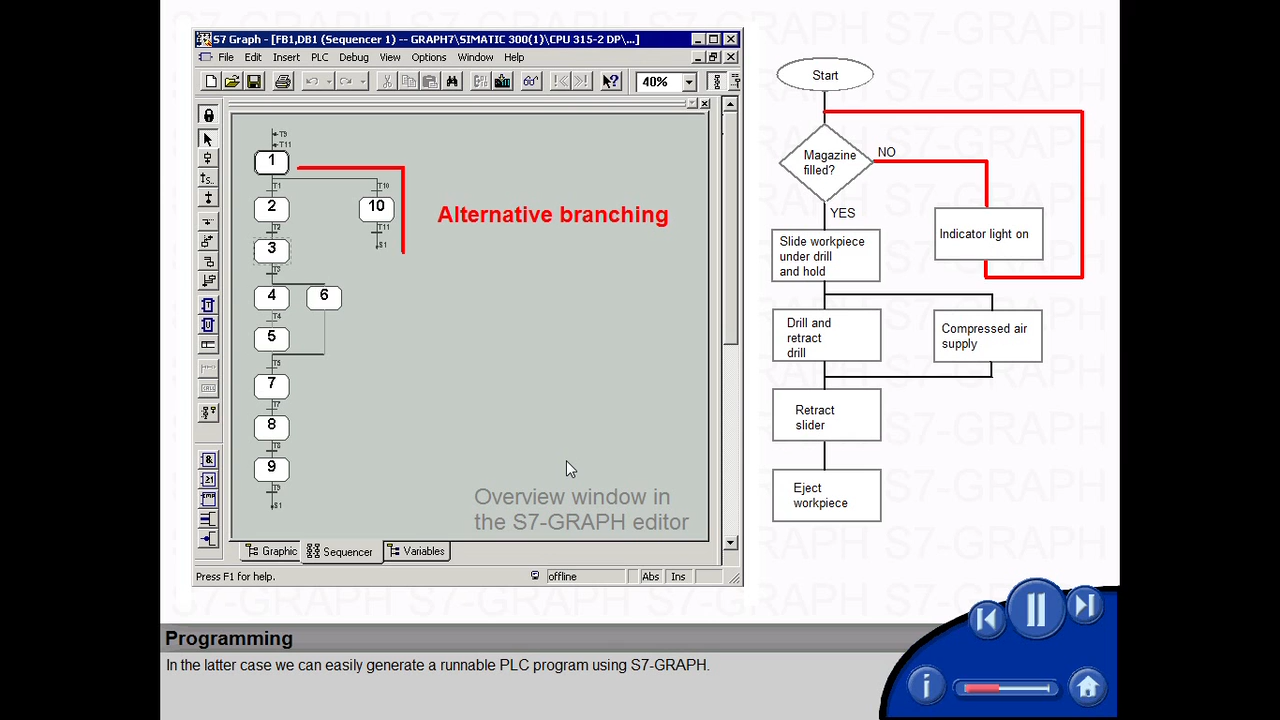 S7 Graph - [FB1,DB1 (Sequencer 1) -- GRAPH7\SIMATIC 300(1)\CPU 315-2 DP\...]
File Edit Insert PLC Debug View Options Window Help
40%
T9
T11
1
T1
T10
2
10
T2
T11
3
S1
T3
4
6
T4
5
T5
7
T7
8
T8
9
T9
S1
Alternative branching
Overview window in
the S7-GRAPH editor
Graphic
Sequencer
Variables
Press F1 for help.
offline
Abs
Ins
Start
Magazine
filled?
NO
YES
Indicator light on
Slide workpiece
under drill
and hold
Drill and
retract
drill
Compressed air
supply
Retract
slider
Eject
workpiece
Programming
In the latter case we can easily generate a runnable PLC program using S7-GRAPH.